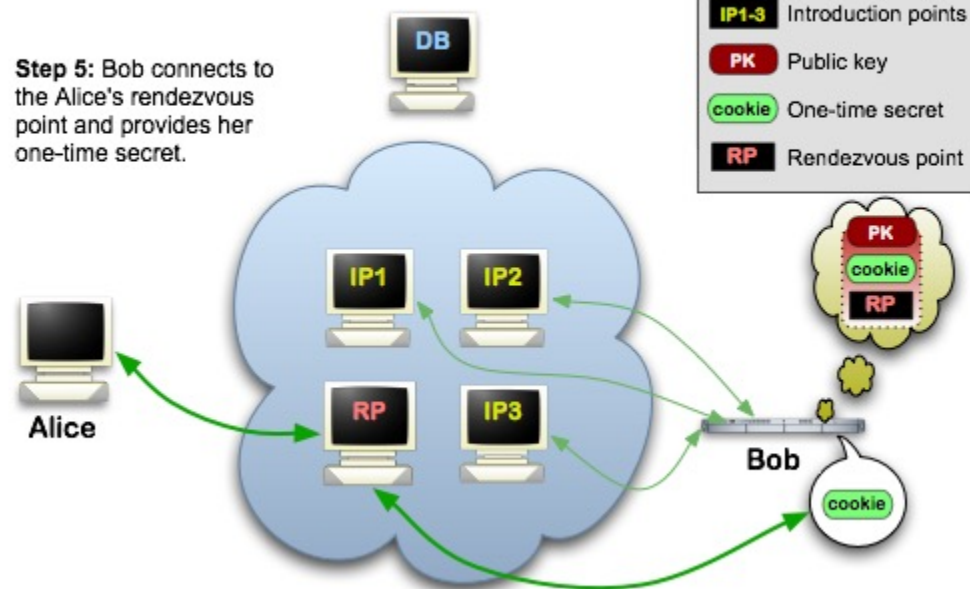 DB
Step 5: Bob connects to
the Alice's rendezvous
point and provides her
one-time secret.
IP1-3 Introduction points
PK Public key
cookie One-time secret
RP Rendezvous point
PK
cookie
RP
IP1 IP2
RP IP3
Alice
Bob
cookie